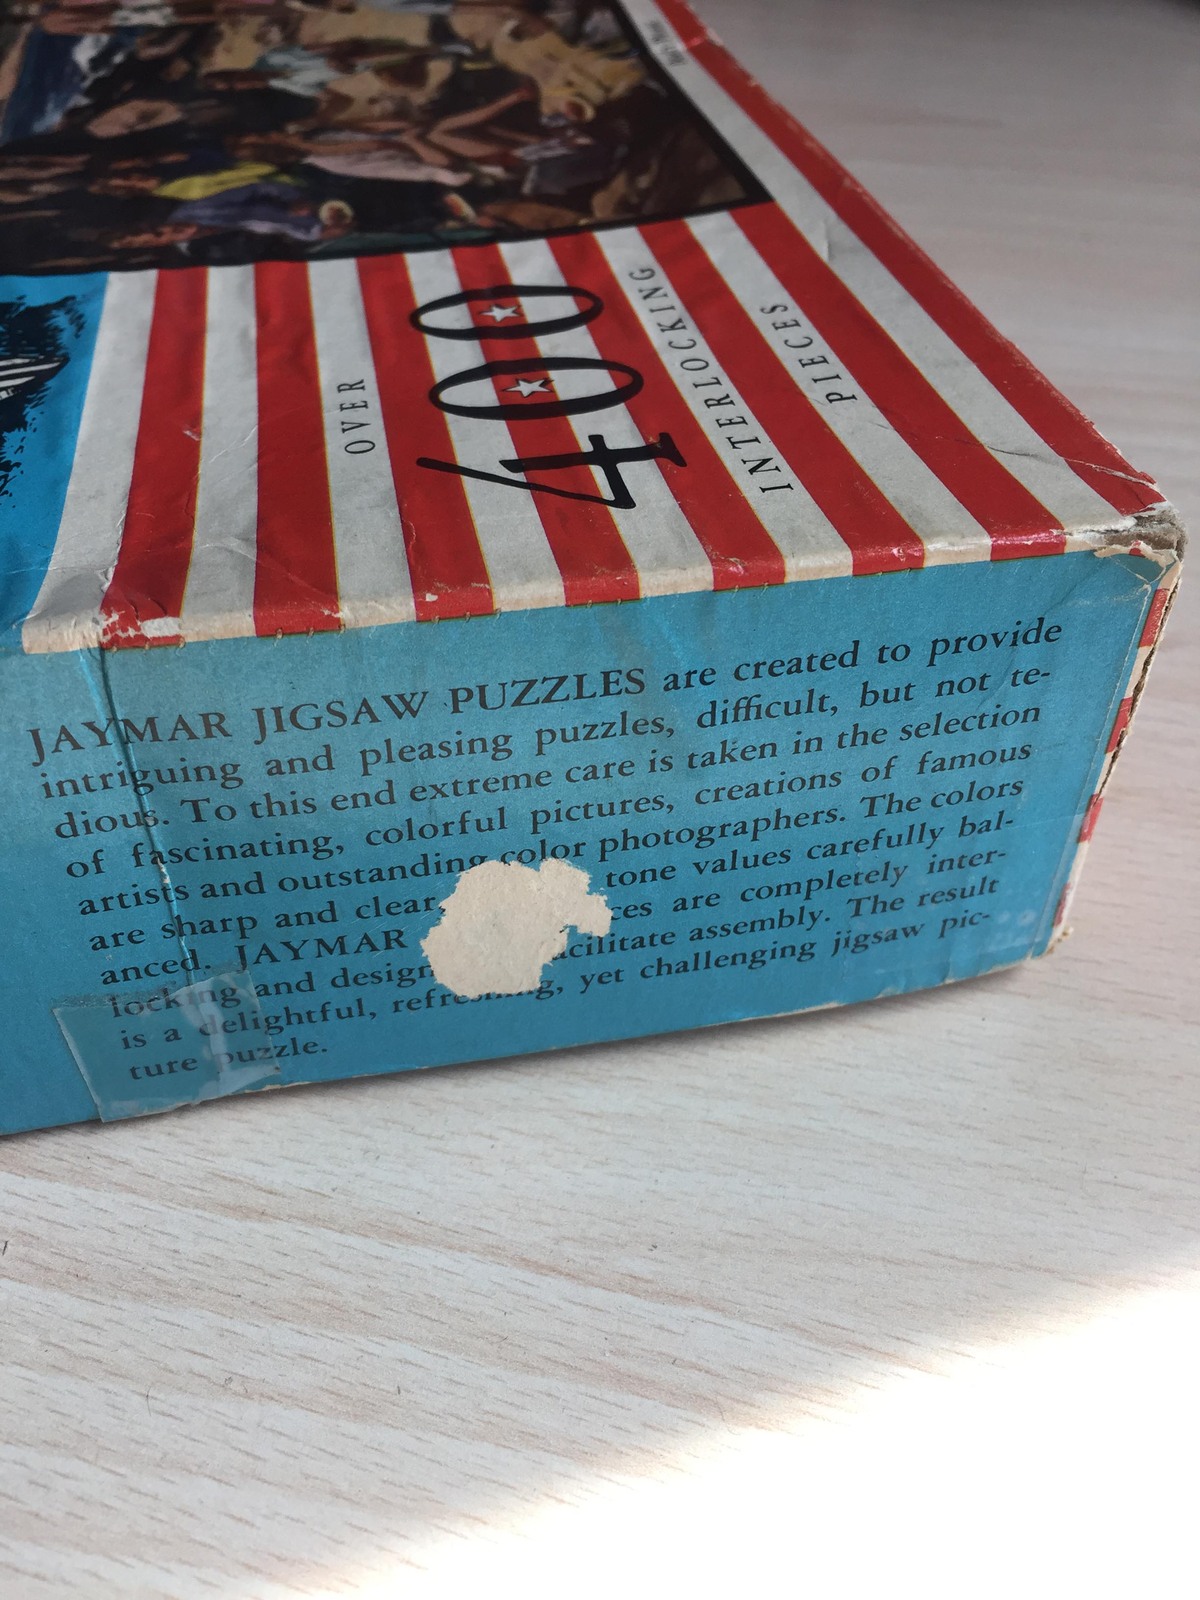 OVER
400
INTERLOCKING
PIECES
JAYMAR JIGSAW PUZZLES are created to provide
intriguing and pleasing puzzles, difficult, but not te-
dious. To this end extreme care is taken in the selection
of fascinating, colorful pictures, creations of famous
artists and outstanding color photographers. The colors
are sharp and clear, tone values carefully bal-
anced. JAYMAR are completely inter-
locking and assembly. The result
is a delightful, refreshing, yet challenging jigsaw pic-
ture puzzle.